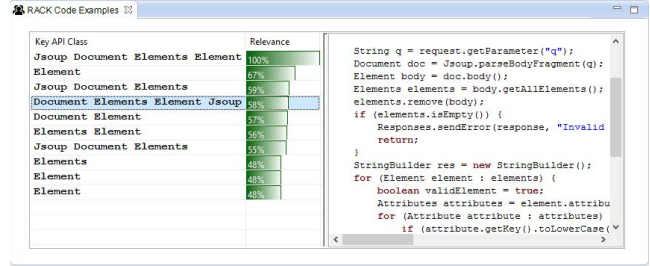 RACK Code Examples
Key API Class Relevance
Jsoup Document Elements Element 100%
Element 67%
Jsoup Document Elements 59%
Document Elements Element Jsoup 58%
Document Element 57%
Elements Element 56%
Jsoup Document Elements 55%
Elements 48%
Element 48%
Element 48%
String q = request.getParameter("q");
Document doc = Jsoup.parseBodyFragment(q);
Element body = doc.body();
Elements elements = body.getAllElements();
elements.remove(body);
if (elements.isEmpty()) {
Responses.sendError(response, "Invalid
return;
}
StringBuilder res = new StringBuilder();
for (Element element : elements) {
boolean validElement = true;
Attributes attributes = element.attribu
for (Attribute attribute : attributes)
if (attribute.getKey().toLowerCase(